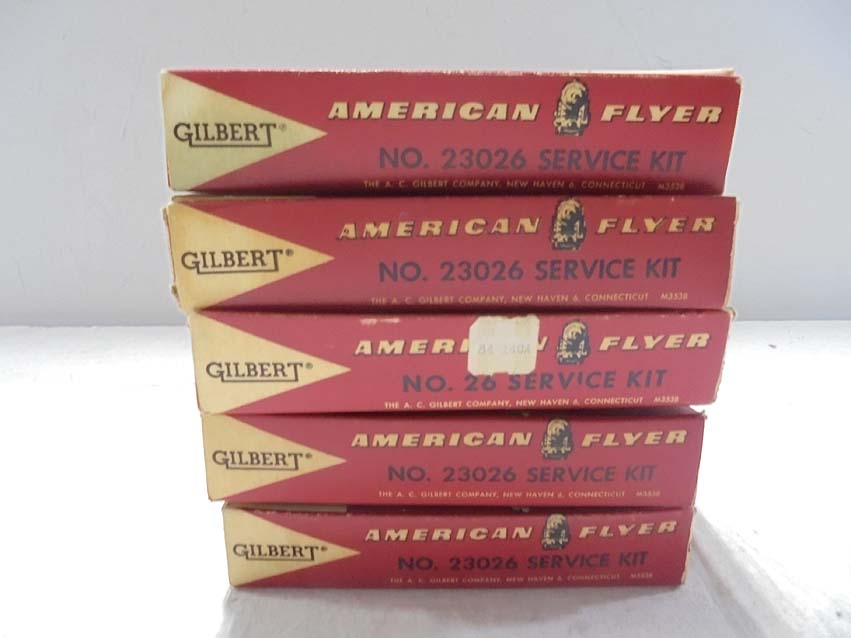 AMERICAN FLYER
GILBERT®
NO. 23026 SERVICE KIT
THE A. C. GILBERT COMPANY, NEW HAVEN 6, CONNECTICUT M3538
AMERICAN FLYER
GILBERT®
NO. 23026 SERVICE KIT
THE A. C. GILBERT COMPANY, NEW HAVEN 6, CONNECTICUT M3538
AMERI N FLYER
GILBERT®
NO. 26 SERVICE KIT
THE A. C. GILBERT COMPANY, NEW HAVEN 6, CONNECTICUT M3538
AMERICAN FLYER
GILBERT®
NO. 23026 SERVICE KIT
THE A. C. GILBERT COMPANY, NEW HAVEN 6, CONNECTICUT M3538
AMERICAN FLYER
GILBERT®
NO. 23026 SERVICE KIT
THE A. C. GILBERT COMPANY, NEW HAVEN 6, CONNECTICUT M3538